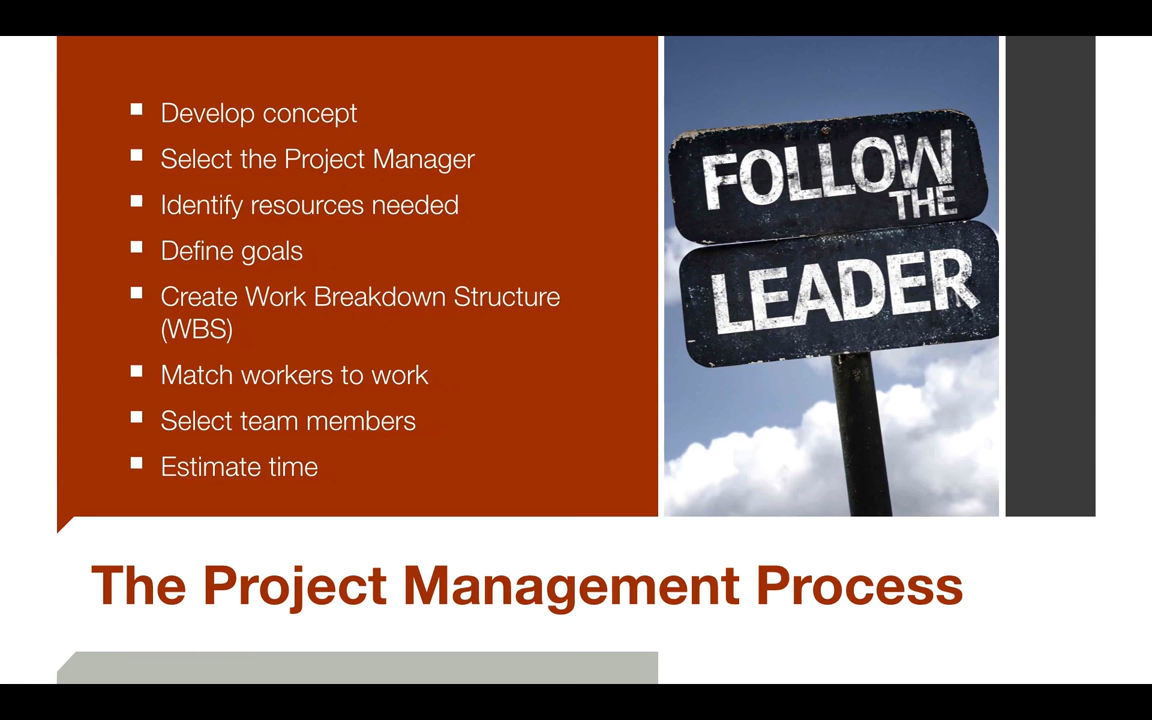 Develop concept
Select the Project Manager
Identify resources needed
Define goals
Create Work Breakdown Structure
(WBS)
Match workers to work
Select team members
Estimate time
FOLLOW
THE
LEADER
The Project Management Process